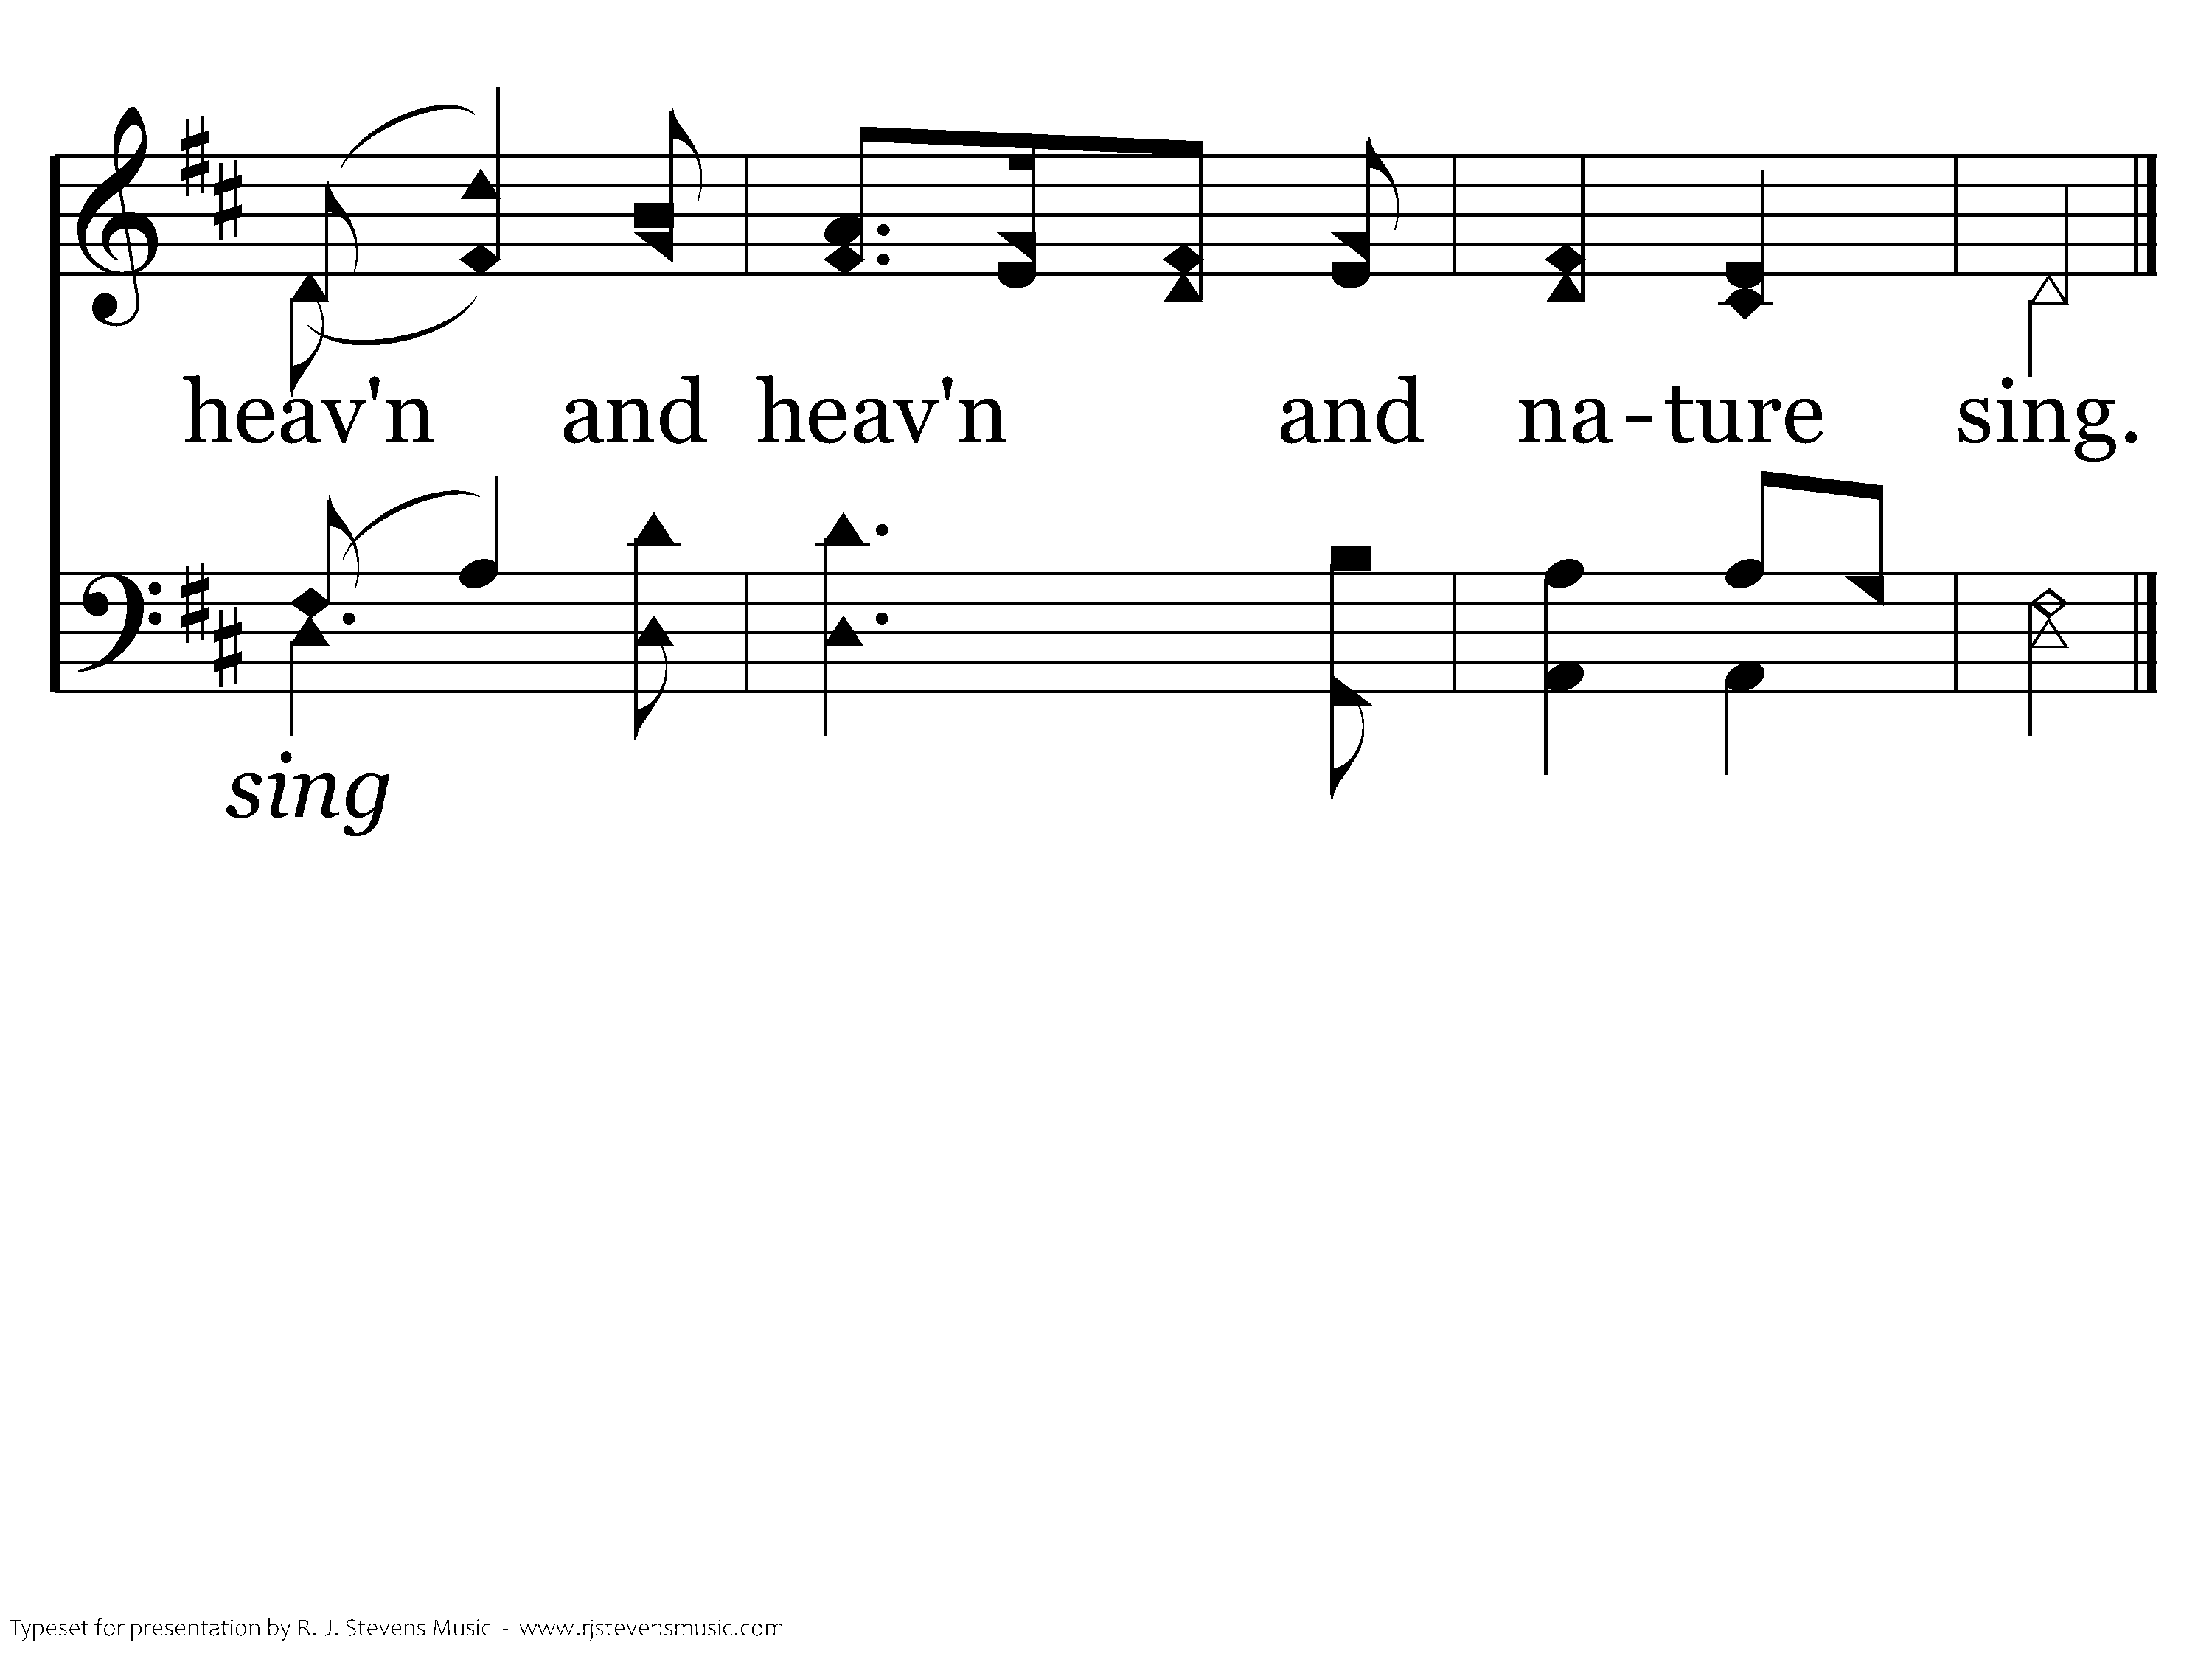 heav'n and heav'n and na-ture sing.
sing
Typeset for presentation by R. J. Stevens Music - www.rjstevensmusic.com